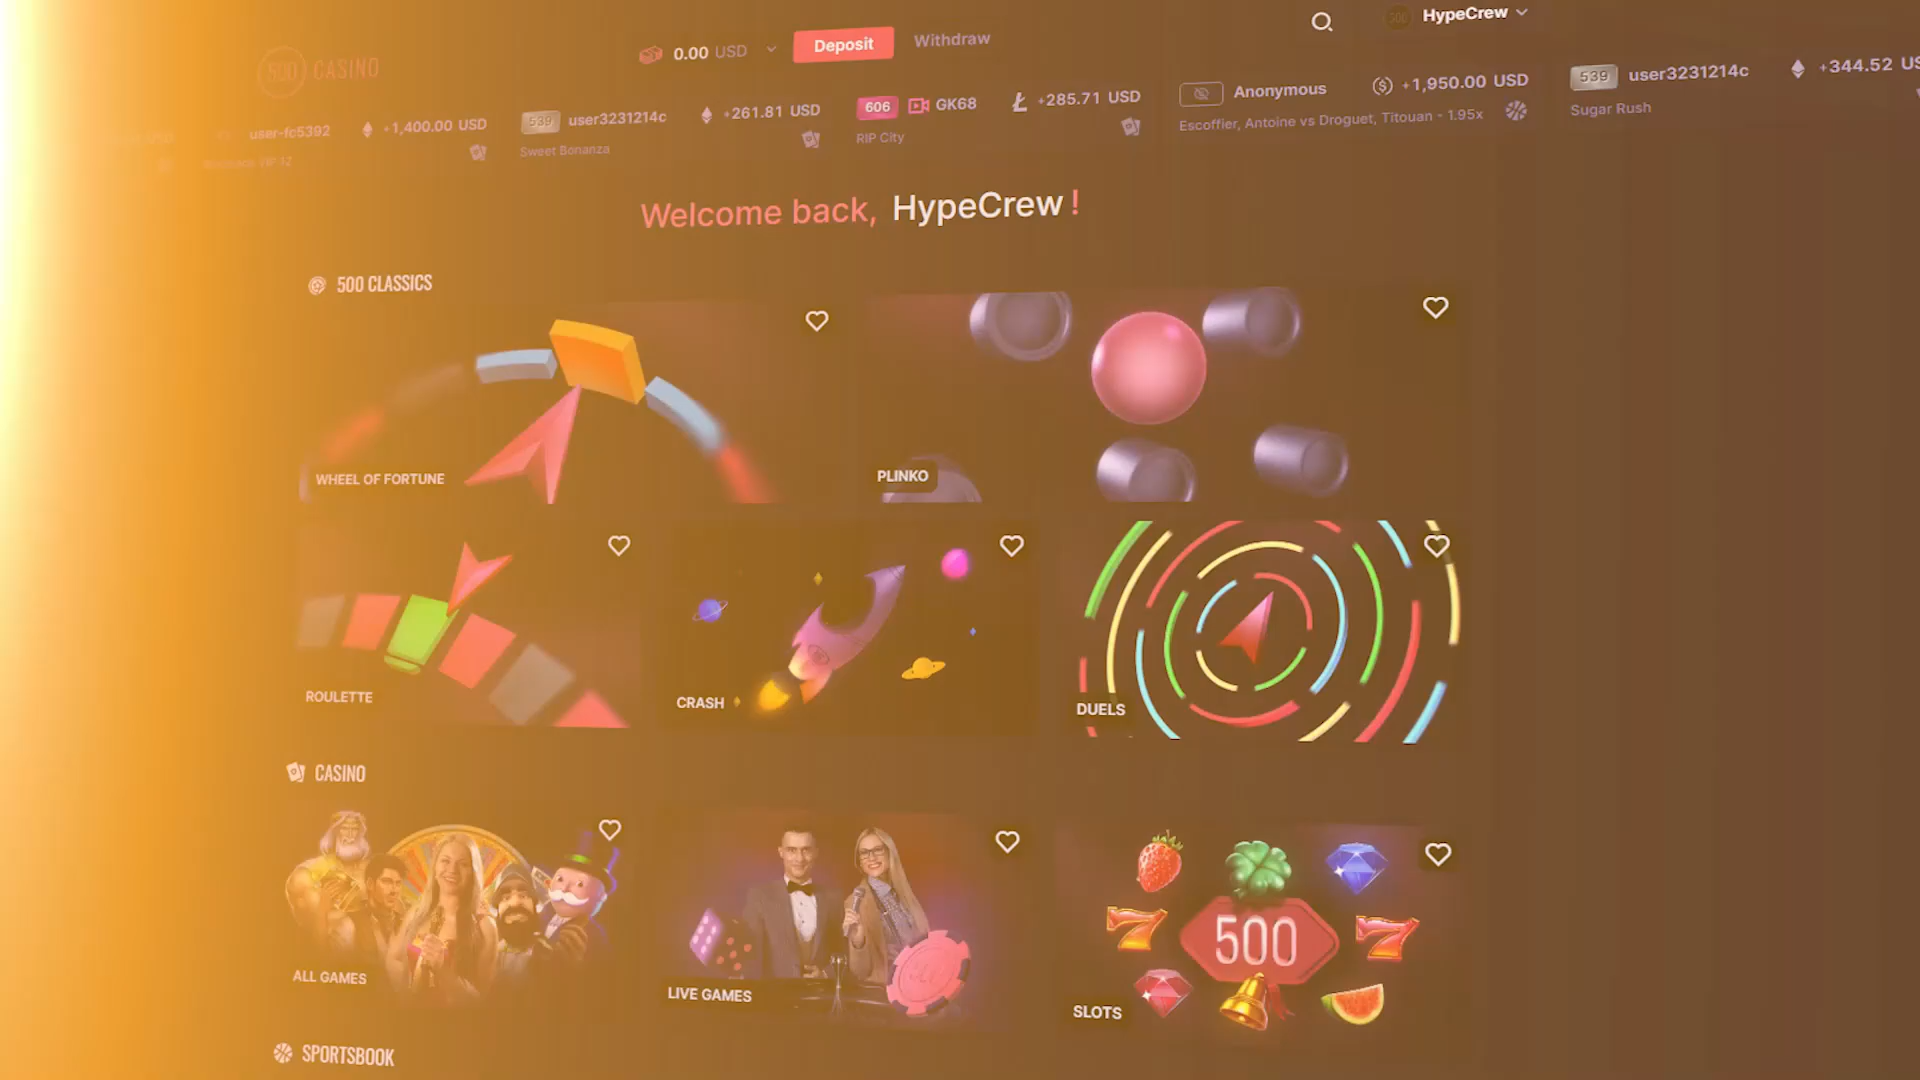 500 CASINO
0.00 USD
Deposit
Withdraw
500
HypeCrew
user-fc5392
+1,400.00 USD
539
user3231214c
+261.81 USD
Sweet Bonanza
606
GK68
+285.71 USD
RIP City
Anonymous
+1,950.00 USD
Escoffier, Antoine vs Droguet, Titouan - 1.95x
539
user3231214c
+344.52 US
Sugar Rush
Welcome back, HypeCrew!
500 CLASSICS
WHEEL OF FORTUNE
PLINKO
ROULETTE
CRASH
DUELS
CASINO
ALL GAMES
LIVE GAMES
500
SLOTS
SPORTSBOOK